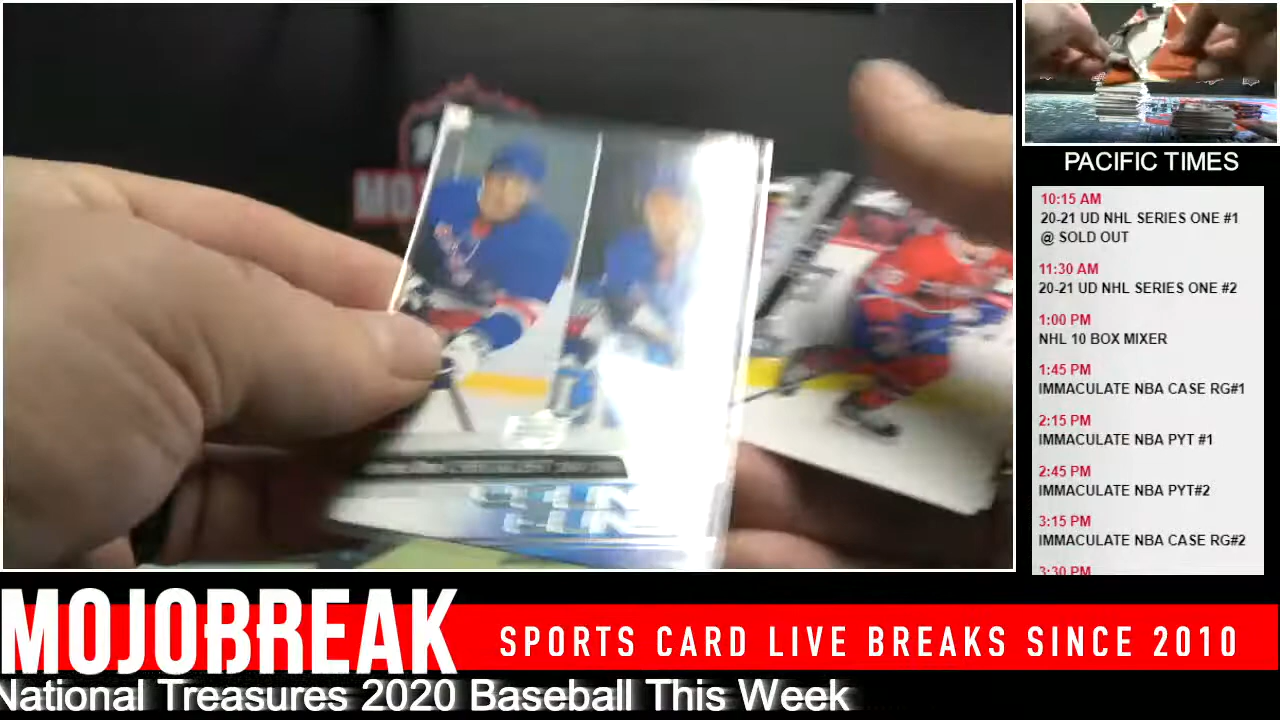 PACIFIC TIMES
10:15 AM
20-21 UD NHL SERIES ONE #1
@ SOLD OUT
11:30 AM
20-21 UD NHL SERIES ONE #2
1:00 PM
NHL 10 BOX MIXER
1:45 PM
IMMACULATE NBA CASE RG#1
2:15 PM
IMMACULATE NBA PYT #1
2:45 PM
IMMACULATE NBA PYT#2
3:15 PM
IMMACULATE NBA CASE RG#2
3:30 PM
MOJOBREAK
SPORTS CARD LIVE BREAKS SINCE 2010
National Treasures 2020 Baseball This Week